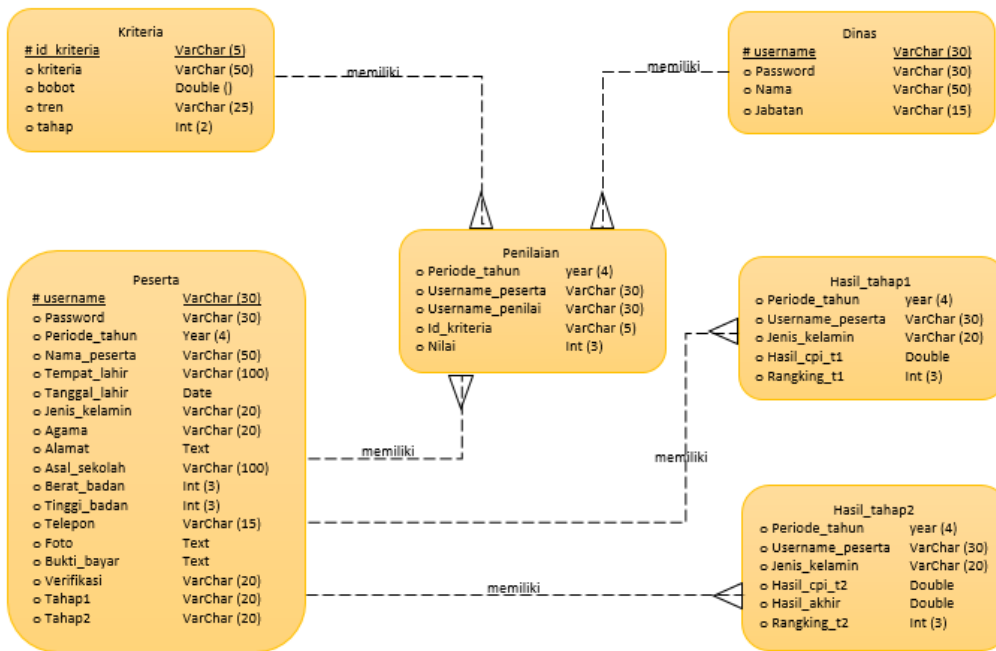 Kriteria
# id_kriteria VarChar (5)
o kriteria VarChar (50)
o bobot Double ()
o tren VarChar (25)
o tahap Int (2)
memiliki
memiliki
Dinas
# username VarChar (30)
o Password VarChar (30)
o Nama VarChar (50)
o Jabatan VarChar (15)
Penilaian
o Periode_tahun year (4)
o Username_peserta VarChar (30)
o Username_penilai VarChar (30)
o Id_kriteria VarChar (5)
o Nilai Int (3)
Peserta
# username VarChar (30)
o Password VarChar (30)
o Periode_tahun Year (4)
o Nama_peserta VarChar (50)
o Tempat_lahir VarChar (100)
o Tanggal_lahir Date
o Jenis_kelamin VarChar (20)
o Agama VarChar (20)
o Alamat Text
o Asal_sekolah VarChar (100)
o Berat_badan Int (3)
o Tinggi_badan Int (3)
o Telepon VarChar (15)
o Foto Text
o Bukti_bayar Text
o Verifikasi VarChar (20)
o Tahap1 VarChar (20)
o Tahap2 VarChar (20)
memiliki
memiliki
memiliki
Hasil_tahap1
o Periode_tahun year (4)
o Username_peserta VarChar (30)
o Jenis_kelamin VarChar (20)
o Hasil_cpi_t1 Double
o Rangking_t1 Int (3)
Hasil_tahap2
o Periode_tahun year (4)
o Username_peserta VarChar (30)
o Jenis_kelamin VarChar (20)
o Hasil_cpi_t2 Double
o Hasil_akhir Double
o Rangking_t2 Int (3)